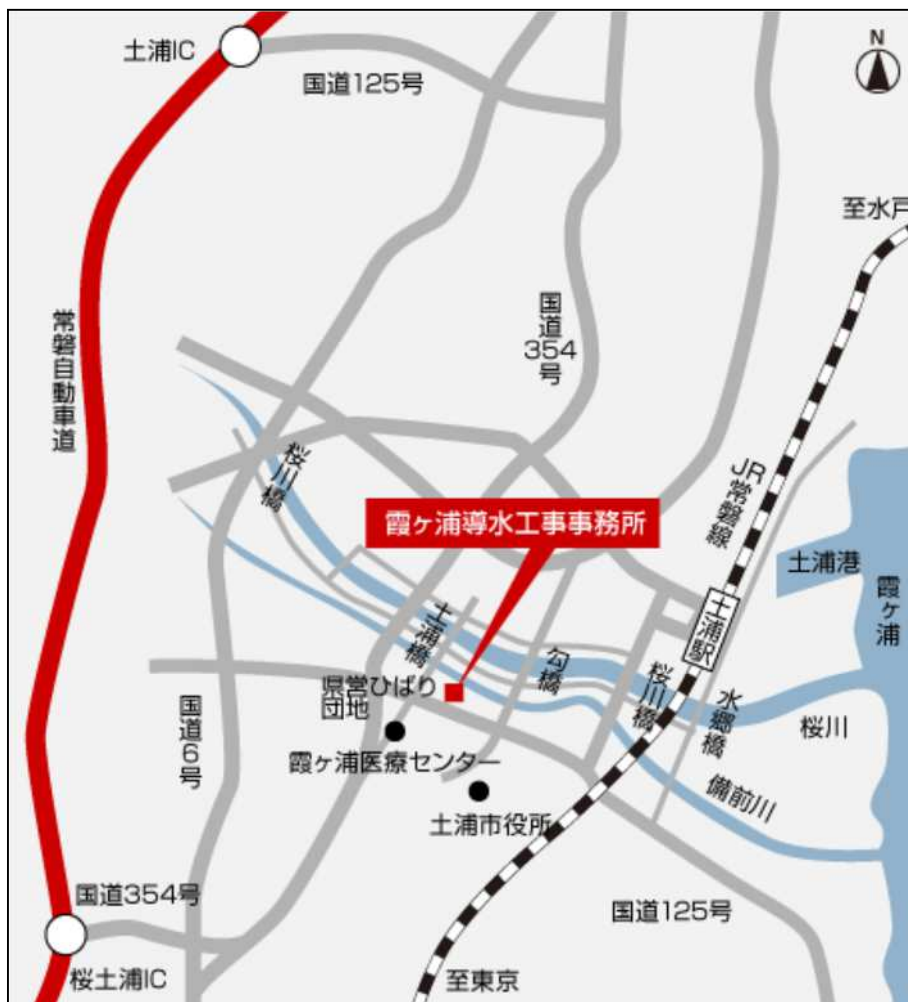 N
土浦IC
国道125号
至水戸
国道
354
号
常磐自動車道
桜川橋
JR常磐線
霞ヶ浦導水工事事務所
土浦港
霞ヶ浦
土浦駅
土浦橋
勾橋
桜川橋
水郷橋
県営ひばり
団地
国道6号
桜川
霞ヶ浦医療センター
備前川
土浦市役所
国道354号
国道125号
桜土浦IC
至東京